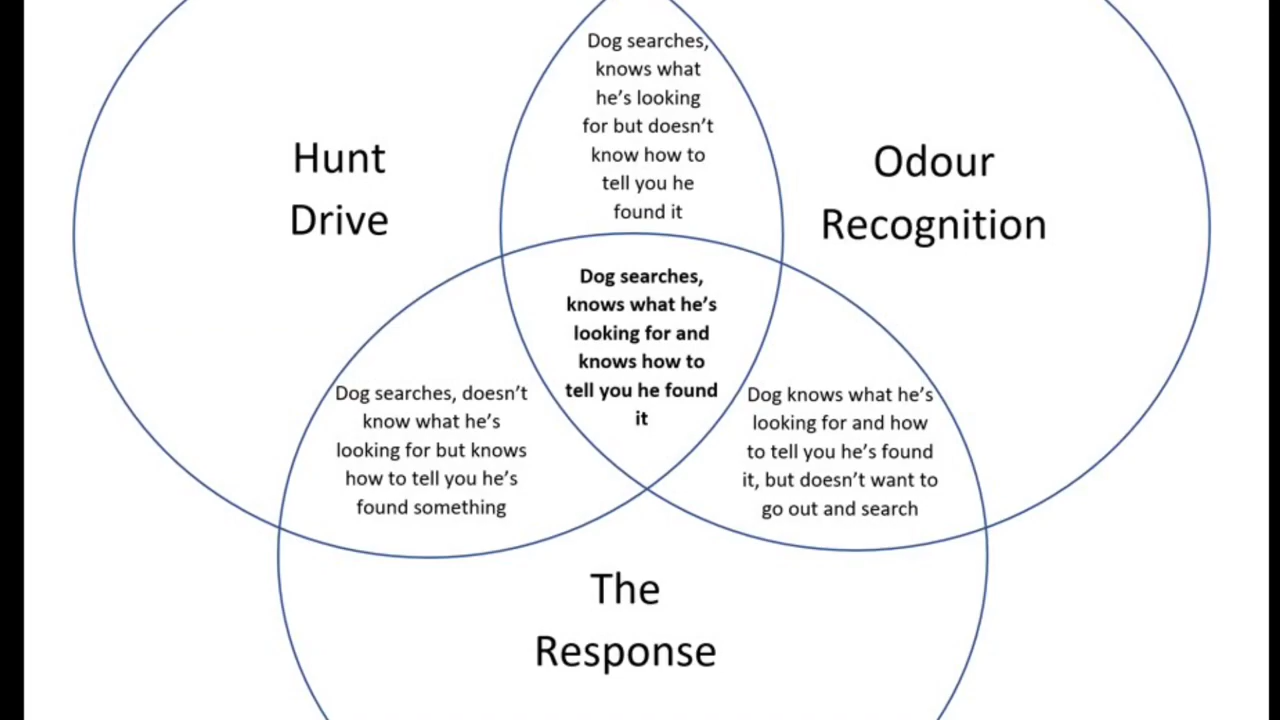 Dog searches,
knows what
he’s looking
for but doesn’t
know how to
tell you he
found it
Hunt
Drive
Odour
Recognition
Dog searches,
knows what he’s
looking for and
knows how to
tell you he found
it
Dog searches, doesn’t
know what he’s
looking for but knows
how to tell you he’s
found something
Dog knows what he’s
looking for and how
to tell you he’s found
it, but doesn’t want to
go out and search
The
Response